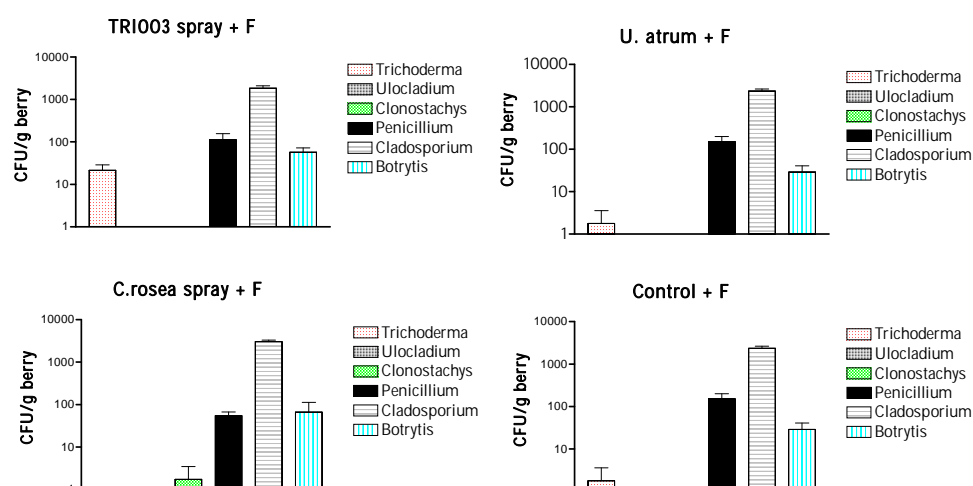 TRI003 spray + F
CFU/g berry
10000
1000
100
10
1
Trichoderma
Ulocladium
Clonostachys
Penicillium
Cladosporium
Botrytis
U. atrum + F
CFU/g berry
10000
1000
100
10
1
Trichoderma
Ulocladium
Clonostachys
Penicillium
Cladosporium
Botrytis
C.rosea spray + F
CFU/g berry
10000
1000
100
10
Trichoderma
Ulocladium
Clonostachys
Penicillium
Cladosporium
Botrytis
Control + F
CFU/g berry
10000
1000
100
10
Trichoderma
Ulocladium
Clonostachys
Penicillium
Cladosporium
Botrytis